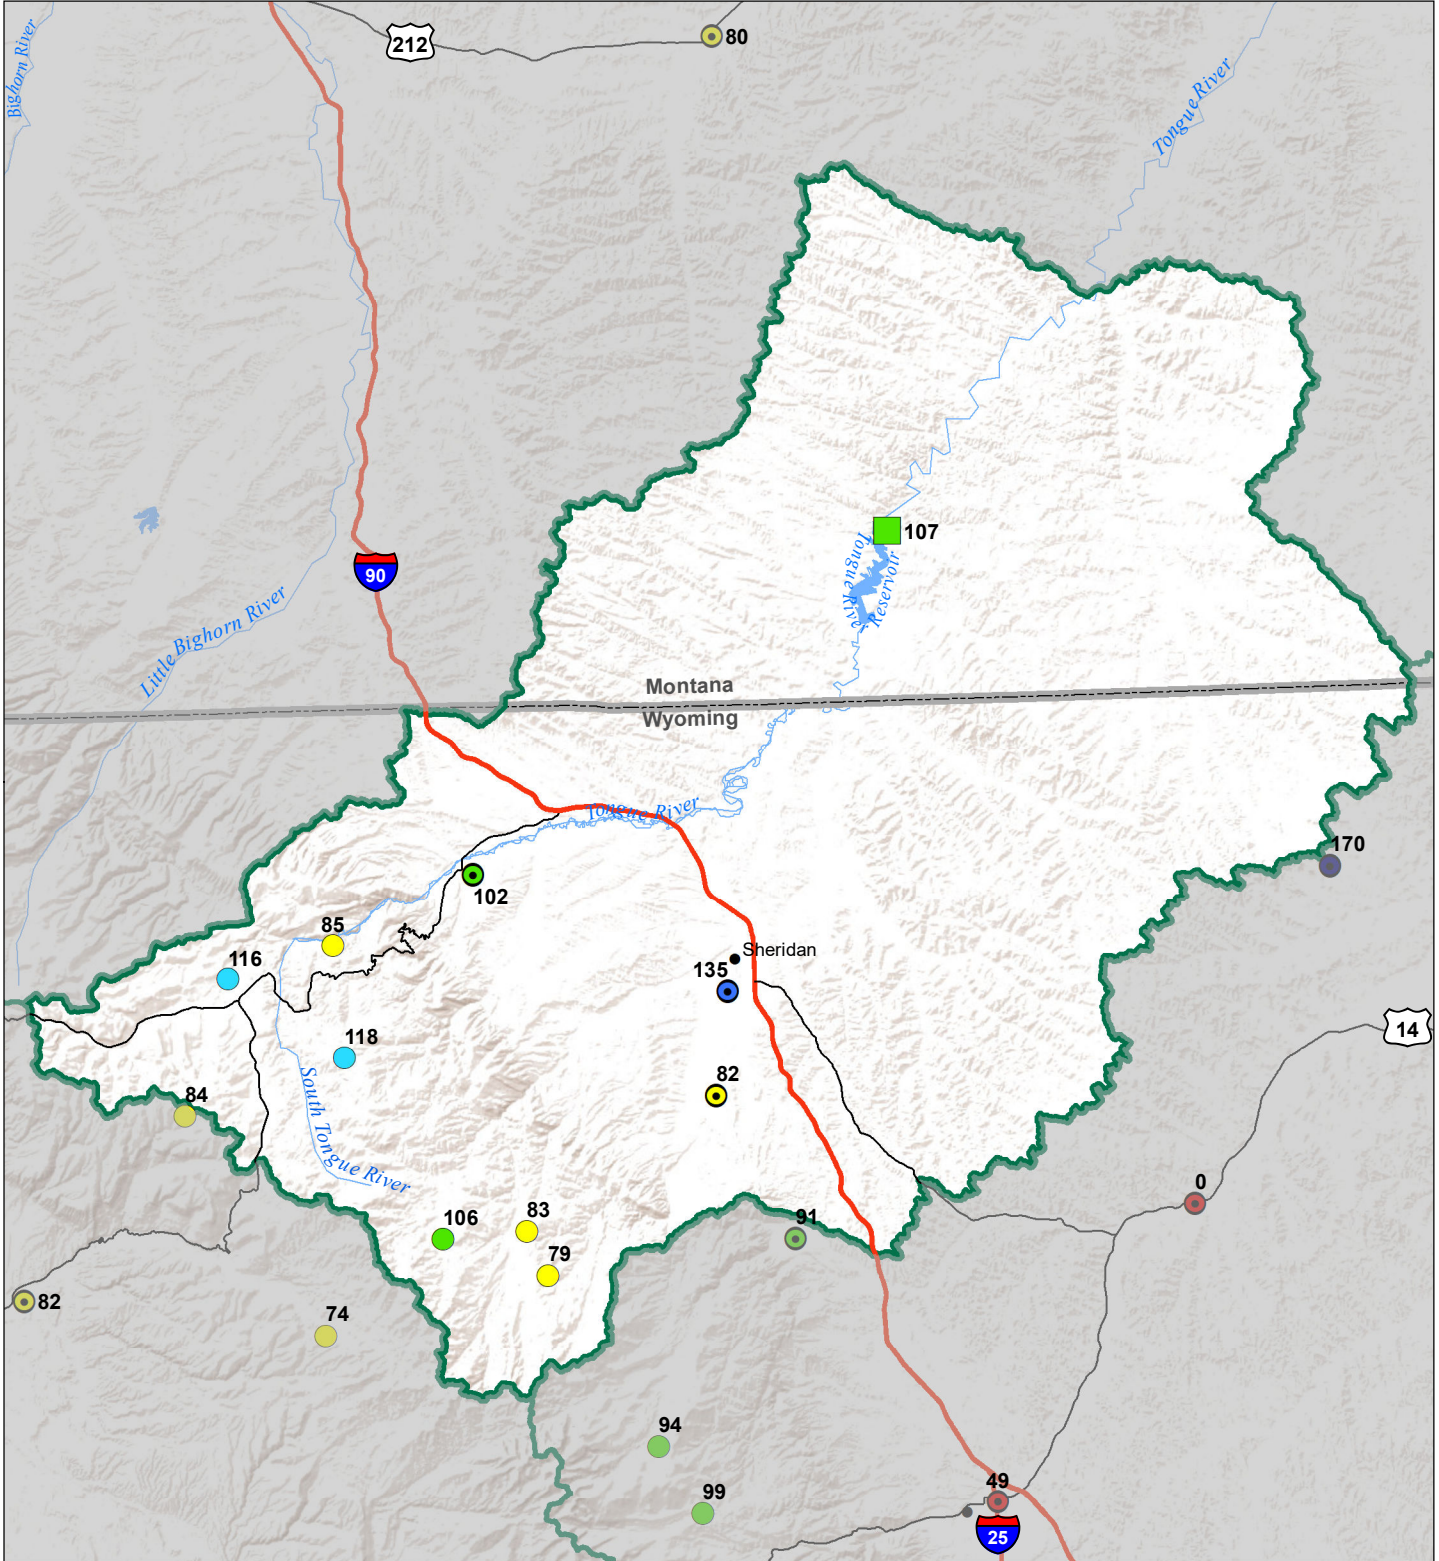 80
212
Bighorn River
Tongue River
107
Tongue River
Reservoir
90
Little Bighorn River
Montana
Wyoming
Tongue River
170
102
85
Sheridan
116
135
14
118
82
84
South Tongue River
0
83
106
91
79
82
74
94
49
99
25